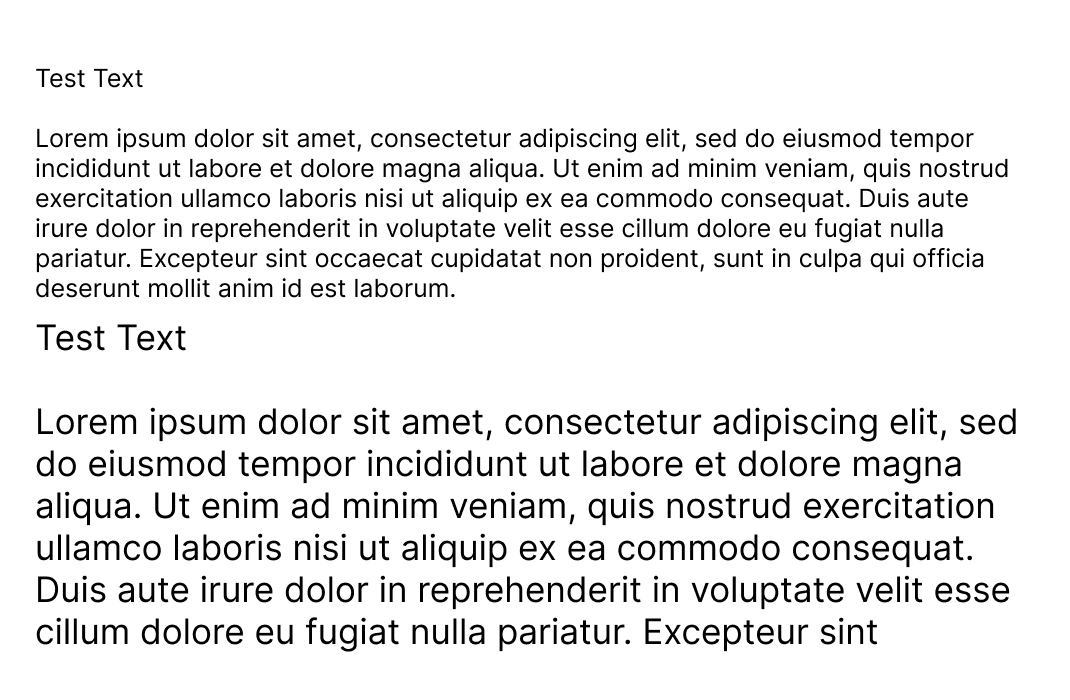 Test Text
Lorem ipsum dolor sit amet, consectetur adipiscing elit, sed do eiusmod tempor
incididunt ut labore et dolore magna aliqua. Ut enim ad minim veniam, quis nostrud
exercitation ullamco laboris nisi ut aliquip ex ea commodo consequat. Duis aute
irure dolor in reprehenderit in voluptate velit esse cillum dolore eu fugiat nulla
pariatur. Excepteur sint occaecat cupidatat non proident, sunt in culpa qui officia
deserunt mollit anim id est laborum.
Test Text
Lorem ipsum dolor sit amet, consectetur adipiscing elit, sed
do eiusmod tempor incididunt ut labore et dolore magna
aliqua. Ut enim ad minim veniam, quis nostrud exercitation
ullamco laboris nisi ut aliquip ex ea commodo consequat.
Duis aute irure dolor in reprehenderit in voluptate velit esse
cillum dolore eu fugiat nulla pariatur. Excepteur sint